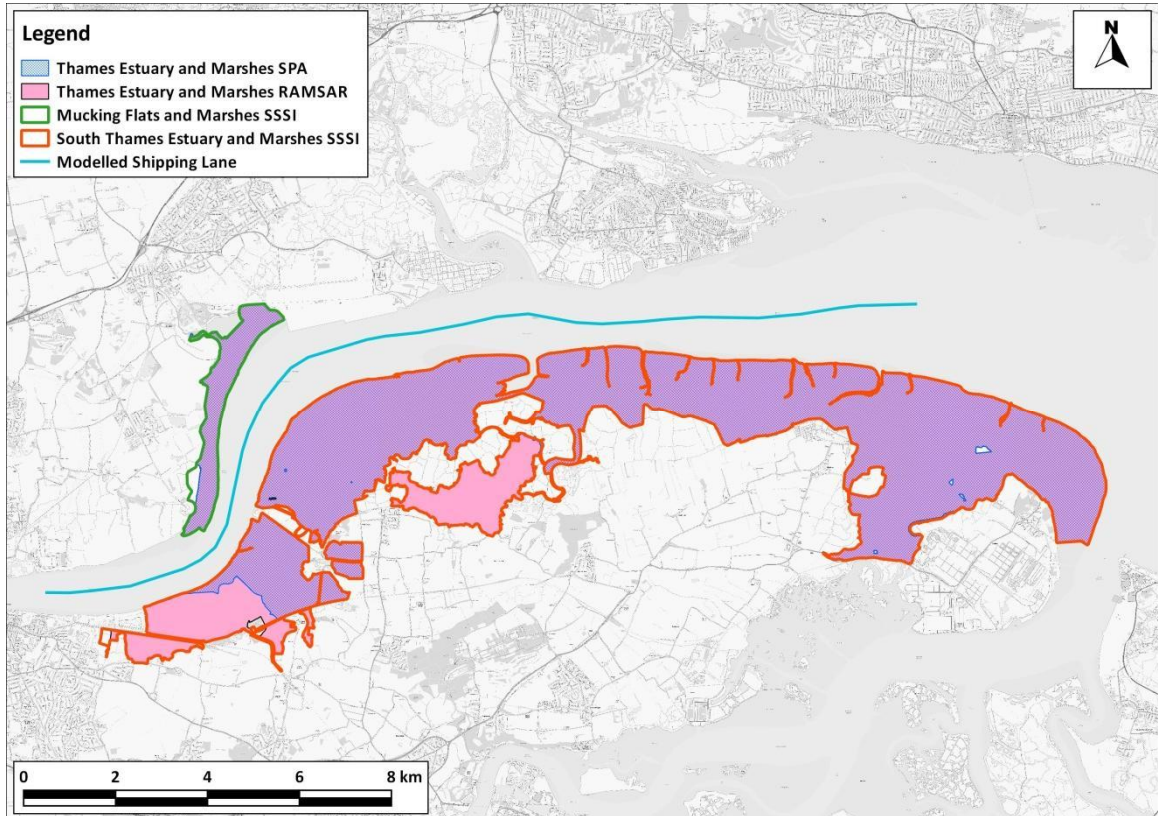 Legend
Thames Estuary and Marshes SPA
Thames Estuary and Marshes RAMSAR
Mucking Flats and Marshes SSSI
South Thames Estuary and Marshes SSSI
Modelled Shipping Lane
N
0 2 4 6 8 km